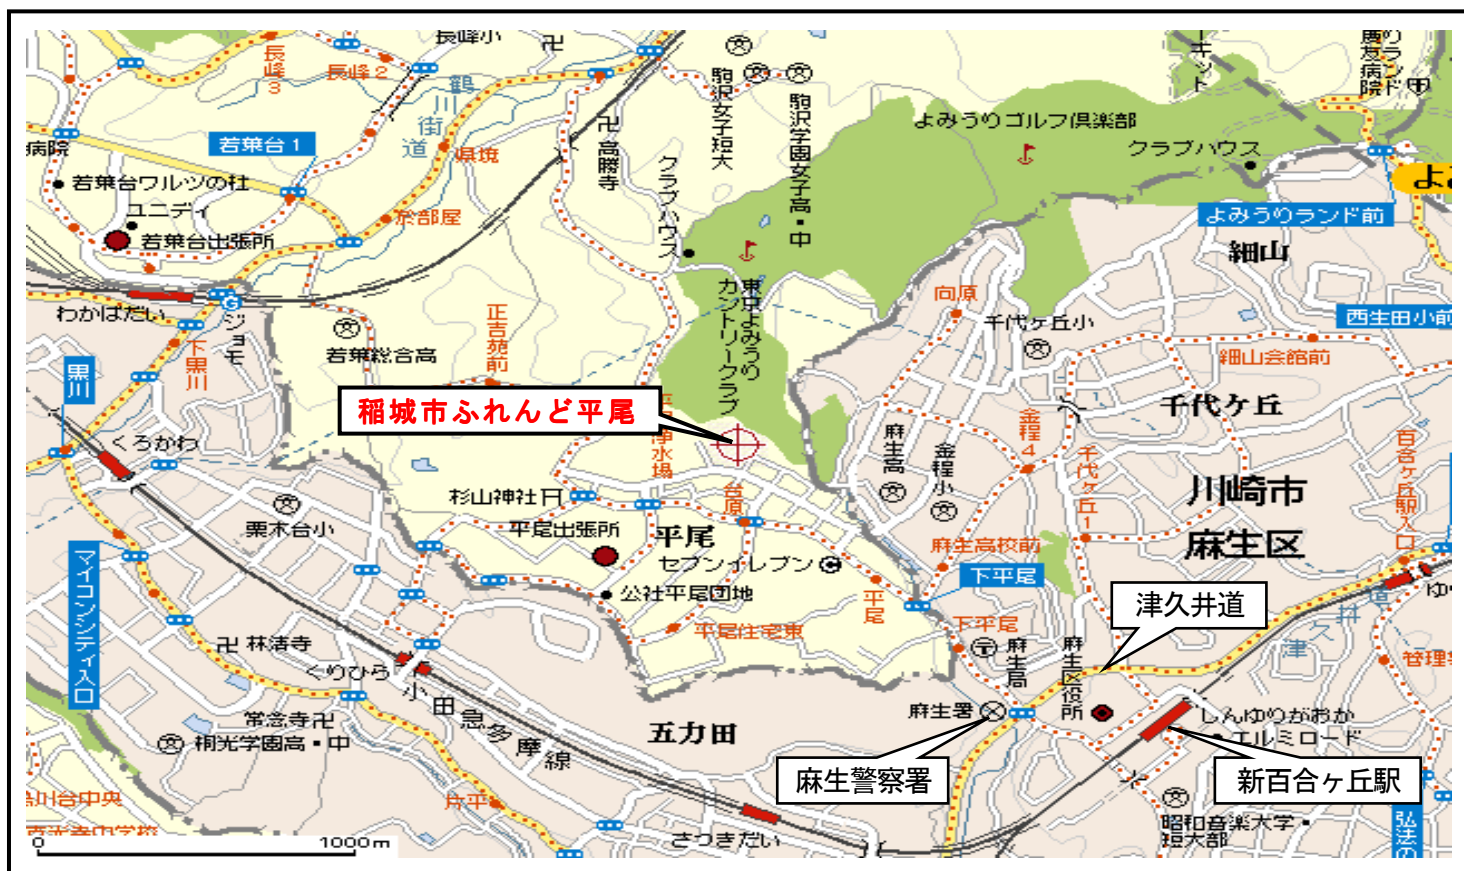 長峰小
長峰3
長峰2
鶴川街道
若葉台1
県境
病院
若葉台ワルツの杜
ユニディ
若葉台出張所
於部屋
卍高勝寺
駒沢女子短大
駒沢学園女子高・中
クラブハウス
よみうりゴルフ倶楽部
クラブハウス
よみうりランド前
細山
わかばだい
ジョモ
若葉総合高
正吉苑前
東京よみうりカントリークラブ
向原
千代ケ丘小
西生田小前
細山会館前
下黒川
黒川
稲城市ふれんど平尾
千代ケ丘
くろかわ
浄水場
麻生高
金程小
金程4
千代ケ丘1
百合ケ丘駅入口
川崎市
麻生区
杉山神社
台原
栗木台小
平尾出張所
平尾
セブンイレブン
麻生高校前
下平尾
マイコンシティ入口
公社平尾団地
平尾
平尾住宅東
下平尾
津久井道
津久井道
卍林清寺
くりひら
小田急多摩線
麻生局
麻生区役所
管理
常念寺卍
桐光学園高・中
五力田
麻生署
しんゆりがおか
エルミロード
麻生警察署
新百合ヶ丘駅
片平
さつきだい
昭和音楽大学・
短大部
弘法の
0
1000m